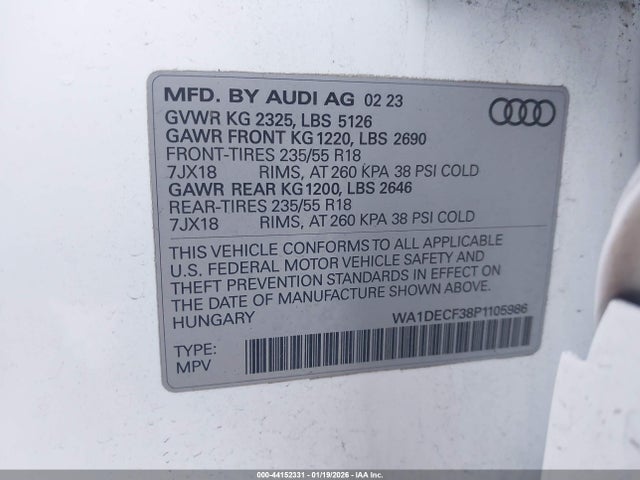 MFD. BY AUDI AG 02 23
GVWR KG 2325, LBS 5126
GAWR FRONT KG 1220, LBS 2690
FRONT-TIRES 235/55 R18
7JX18 RIMS, AT 260 KPA 38 PSI COLD
GAWR REAR KG 1200, LBS 2646
REAR-TIRES 235/55 R18
7JX18 RIMS, AT 260 KPA 38 PSI COLD
THIS VEHICLE CONFORMS TO ALL APPLICABLE
U.S. FEDERAL MOTOR VEHICLE SAFETY AND
THEFT PREVENTION STANDARDS IN EFFECT ON
THE DATE OF MANUFACTURE SHOWN ABOVE.
HUNGARY
WA1DECF38P1105986
TYPE:
MPV
000-44152331 - 01/19/2026 - IAA Inc.